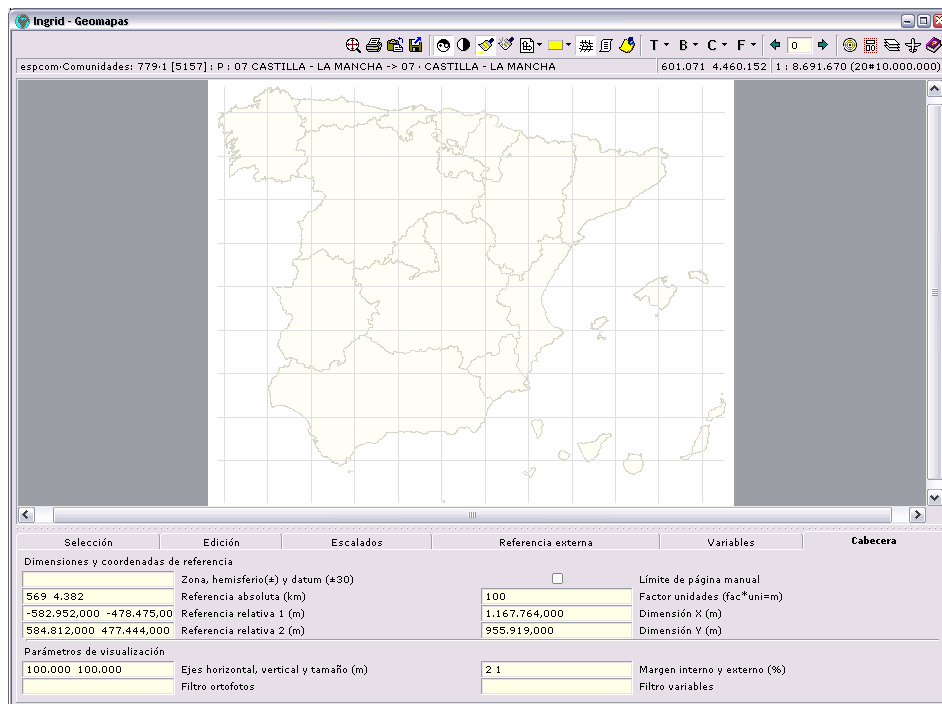 Ingrid - Geomapas
T B C F 0
espcom·Comunidades: 779·1 [5157] : P : 07 CASTILLA - LA MANCHA -> 07 · CASTILLA - LA MANCHA 601.071 4.460.152 1 : 8.691.670 (20#10.000.000)
Selección Edición Escalados Referencia externa Variables Cabecera
Dimensiones y coordenadas de referencia
Zona, hemisferio(±) y datum (±30) Límite de página manual
569 4.382 Referencia absoluta (km) 100 Factor unidades (fac*uni=m)
-582.952,000 -478.475,00 Referencia relativa 1 (m) 1.167.764,000 Dimensión X (m)
584.812,000 477.444,000 Referencia relativa 2 (m) 955.919,000 Dimensión Y (m)
Parámetros de visualización
100.000 100.000 Ejes horizontal, vertical y tamaño (m) 2 1 Margen interno y externo (%)
Filtro ortofotos Filtro variables